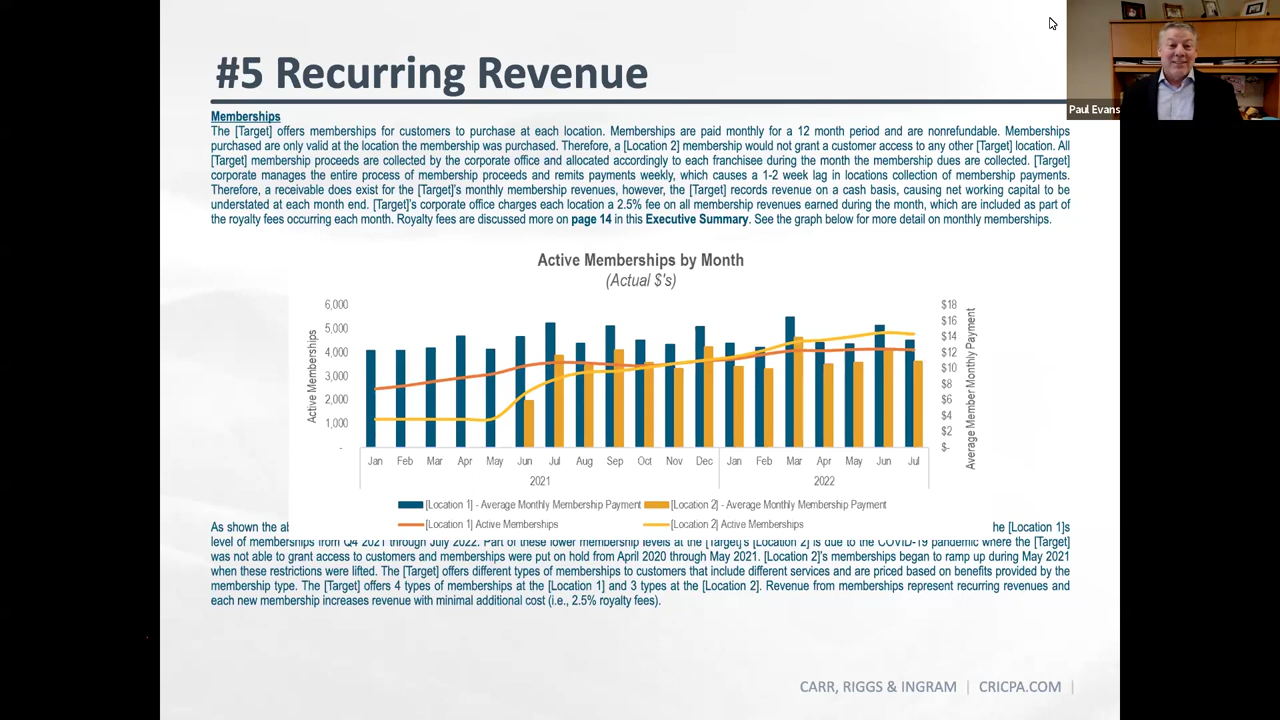 #5 Recurring Revenue
Paul Evans
Memberships
The [Target] offers memberships for customers to purchase at each location. Memberships are paid monthly for a 12 month period and are nonrefundable. Memberships
purchased are only valid at the location the membership was purchased. Therefore, a [Location 2] membership would not grant a customer access to any other [Target] location. All
[Target] membership proceeds are collected by the corporate office and allocated accordingly to each franchisee during the month the membership dues are collected. [Target]
corporate manages the entire process of membership proceeds and remits payments weekly, which causes a 1-2 week lag in locations collection of membership payments.
Therefore, a receivable does exist for the [Target]'s monthly membership revenues, however, the [Target] records revenue on a cash basis, causing net working capital to be
understated at each month end. [Target]'s corporate office charges each location a 2.5% fee on all membership revenues earned during the month, which are included as part of
the royalty fees occurring each month. Royalty fees are discussed more on page 14 in this Executive Summary. See the graph below for more detail on monthly memberships.
Active Memberships by Month
(Actual $'s)
Active Memberships
6,000
5,000
4,000
3,000
2,000
1,000
-
$18
$16
$14
$12
$10
$8
$6
$4
$2
$-
Average Member Monthly Payment
Jan Feb Mar Apr May Jun Jul Aug Sep Oct Nov Dec Jan Feb Mar Apr May Jun Jul
2021 2022
[Location 1] - Average Monthly Membership Payment [Location 2] - Average Monthly Membership Payment
[Location 1] Active Memberships [Location 2] Active Memberships
As shown the ab he [Location 1]s
level of memberships from Q4 2021 through July 2022. Part of these lower membership levels at the [Target]'s [Location 2] is due to the COVID-19 pandemic where the [Target]
was not able to grant access to customers and memberships were put on hold from April 2020 through May 2021. [Location 2]'s memberships began to ramp up during May 2021
when these restrictions were lifted. The [Target] offers different types of memberships to customers that include different services and are priced based on benefits provided by the
membership type. The [Target] offers 4 types of memberships at the [Location 1] and 3 types at the [Location 2]. Revenue from memberships represent recurring revenues and
each new membership increases revenue with minimal additional cost (i.e., 2.5% royalty fees).
CARR, RIGGS & INGRAM | CRICPA.COM |